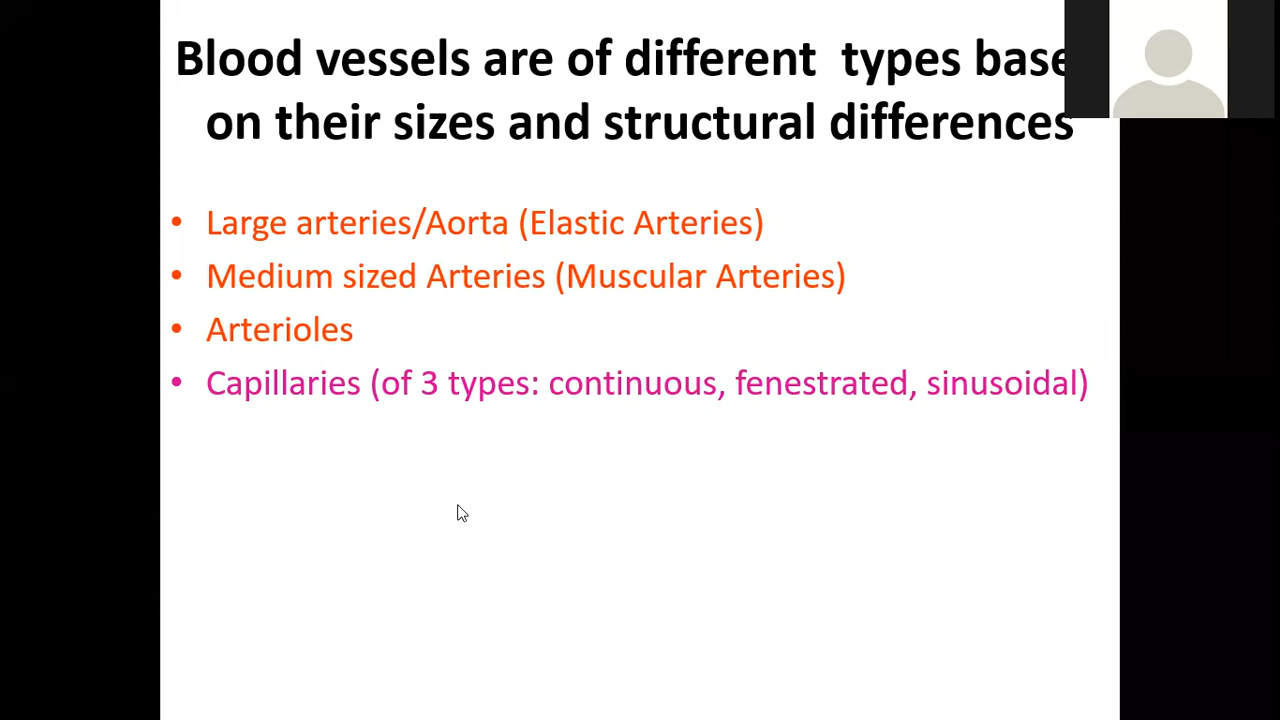 Blood vessels are of different types base
on their sizes and structural differences
• Large arteries/Aorta (Elastic Arteries)
• Medium sized Arteries (Muscular Arteries)
• Arterioles
• Capillaries (of 3 types: continuous, fenestrated, sinusoidal)